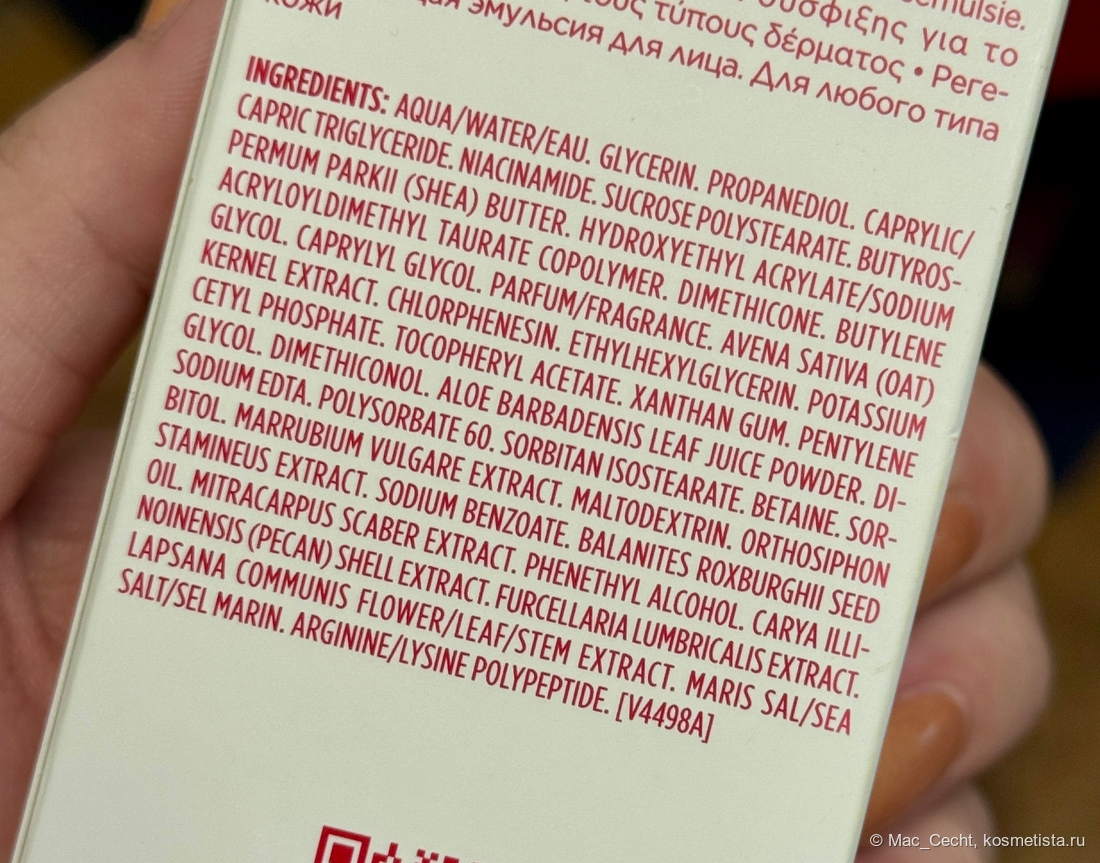 emulsie.
σύσφιξης για το
τους τύπους δέρματος • Реге-
щая эмульсия для лица. Для любого типа
кожи
INGREDIENTS: AQUA/WATER/EAU. GLYCERIN. PROPANEDIOL. CAPRYLIC/
CAPRIC TRIGLYCERIDE. NIACINAMIDE. SUCROSE POLYSTEARATE. BUTYROS-
PERMUM PARKII (SHEA) BUTTER. HYDROXYETHYL ACRYLATE/SODIUM
ACRYLOYLDIMETHYL TAURATE COPOLYMER. DIMETHICONE. BUTYLENE
GLYCOL. CAPRYLYL GLYCOL. PARFUM/FRAGRANCE. AVENA SATIVA (OAT)
KERNEL EXTRACT. CHLORPHENESIN. ETHYLHEXYLGLYCERIN. POTASSIUM
CETYL PHOSPHATE. TOCOPHERYL ACETATE. XANTHAN GUM. PENTYLENE
GLYCOL. DIMETHICONOL. ALOE BARBADENSIS LEAF JUICE POWDER. DI-
SODIUM EDTA. POLYSORBATE 60. SORBITAN ISOSTEARATE. BETAINE. SOR-
BITOL. MARRUBIUM VULGARE EXTRACT. MALTODEXTRIN. ORTHOSIPHON
STAMINEUS EXTRACT. SODIUM BENZOATE. BALANITES ROXBURGHII SEED
OIL. MITRACARPUS SCABER EXTRACT. PHENETHYL ALCOHOL. CARYA ILLI-
NOINENSIS (PECAN) SHELL EXTRACT. FURCELLARIA LUMBRICALIS EXTRACT.
LAPSANA COMMUNIS FLOWER/LEAF/STEM EXTRACT. MARIS SAL/SEA
SALT/SEL MARIN. ARGININE/LYSINE POLYPEPTIDE. [V4498A]
© Mac_Cecht, kosmetista.ru